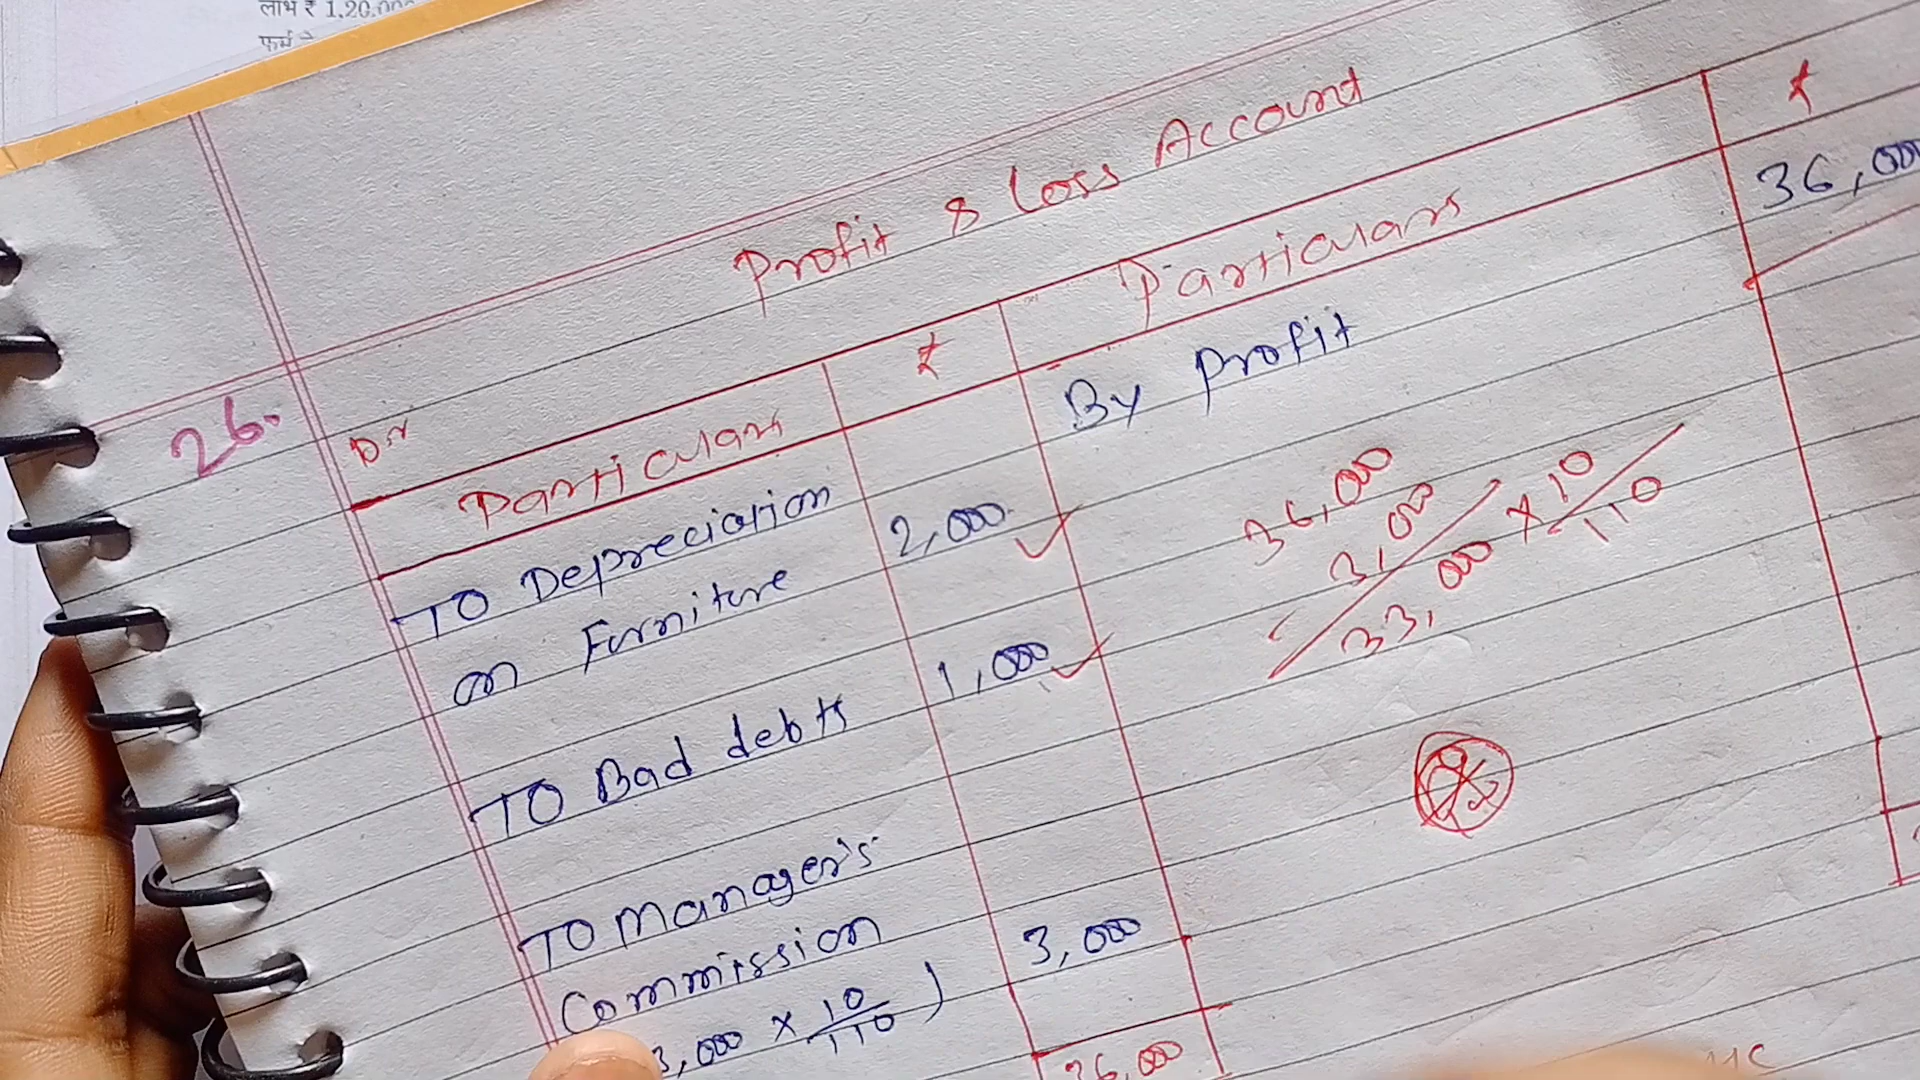 लाभ ₹ 1,20,000
फर्म ने
Profit & Loss Account
26.
Dr
Particulars ₹ Particulars ₹
TO Depreciation 2,000 By Profit 36,000
on Furniture
TO Bad debts 1,000
36,000
3,000
33,000 × 10/110
TO Manager's
Commission 3,000
3,000 × 10/110 )
36,000